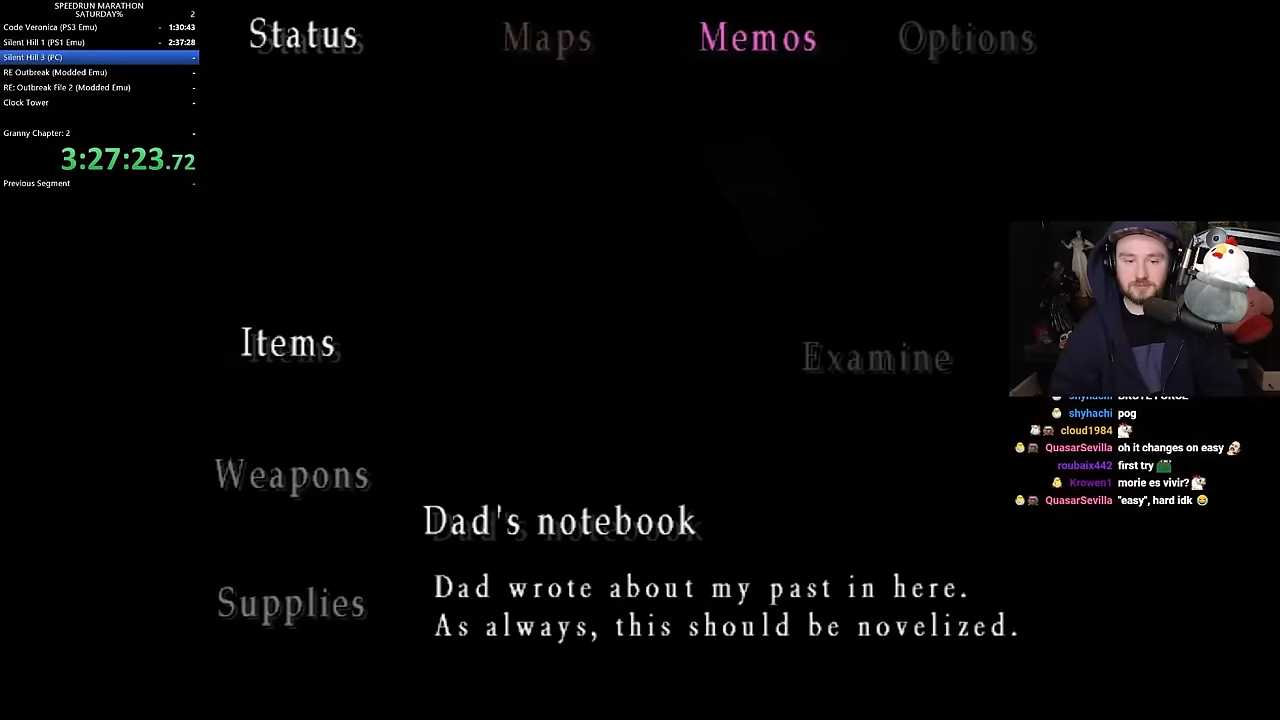 SPEEDRUN MARATHON
SATURDAY%
2
Code Veronica (PS3 Emu) - 1:30:43
Silent Hill 1 (PS1 Emu) - 2:37:28
Silent Hill 3 (PC) -
RE Outbreak (Modded Emu) -
RE: Outbreak File 2 (Modded Emu) -
Clock Tower -
Granny Chapter: 2 -
3:27:23.72
Previous Segment -
Status Maps Memos Options
Items
Examine
Weapons
Dad's notebook
Supplies
Dad wrote about my past in here.
As always, this should be novelized.
shyhachi BRUTE FORCE
shyhachi pog
cloud1984
QuasarSevilla oh it changes on easy
roubaix442 first try
Krowen1 morie es vivir?
QuasarSevilla "easy", hard idk